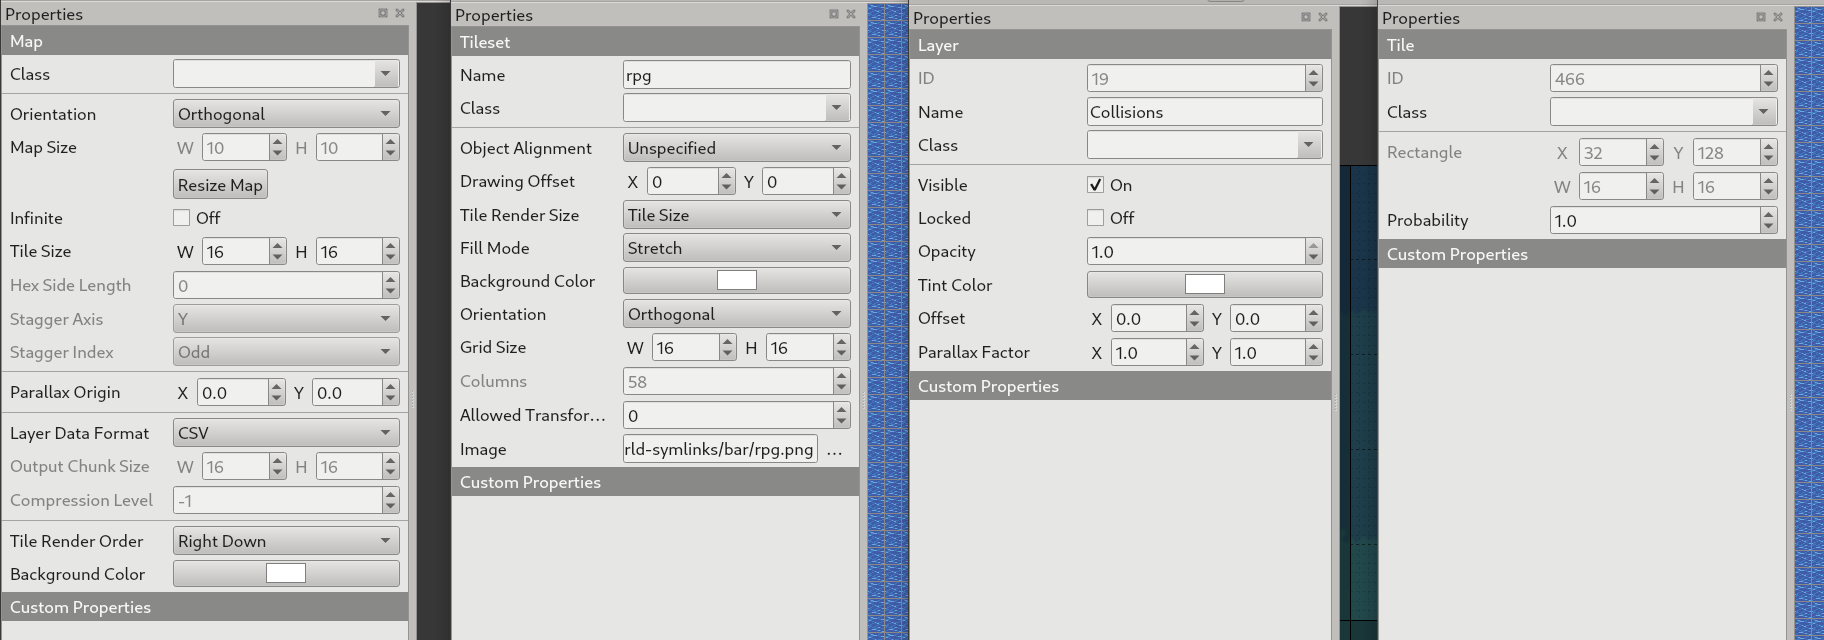 Properties
Map
Class
Orientation Orthogonal
Map Size W 10 H 10
Resize Map
Infinite Off
Tile Size W 16 H 16
Hex Side Length 0
Stagger Axis Y
Stagger Index Odd
Parallax Origin X 0.0 Y 0.0
Layer Data Format CSV
Output Chunk Size W 16 H 16
Compression Level -1
Tile Render Order Right Down
Background Color
Custom Properties
Properties
Tileset
Name rpg
Class
Object Alignment Unspecified
Drawing Offset X 0 Y 0
Tile Render Size Tile Size
Fill Mode Stretch
Background Color
Orientation Orthogonal
Grid Size W 16 H 16
Columns 58
Allowed Transfor... 0
Image rld-symlinks/bar/rpg.png ...
Custom Properties
Properties
Layer
ID 19
Name Collisions
Class
Visible On
Locked Off
Opacity 1.0
Tint Color
Offset X 0.0 Y 0.0
Parallax Factor X 1.0 Y 1.0
Custom Properties
Properties
Tile
ID 466
Class
Rectangle X 32 Y 128
W 16 H 16
Probability 1.0
Custom Properties